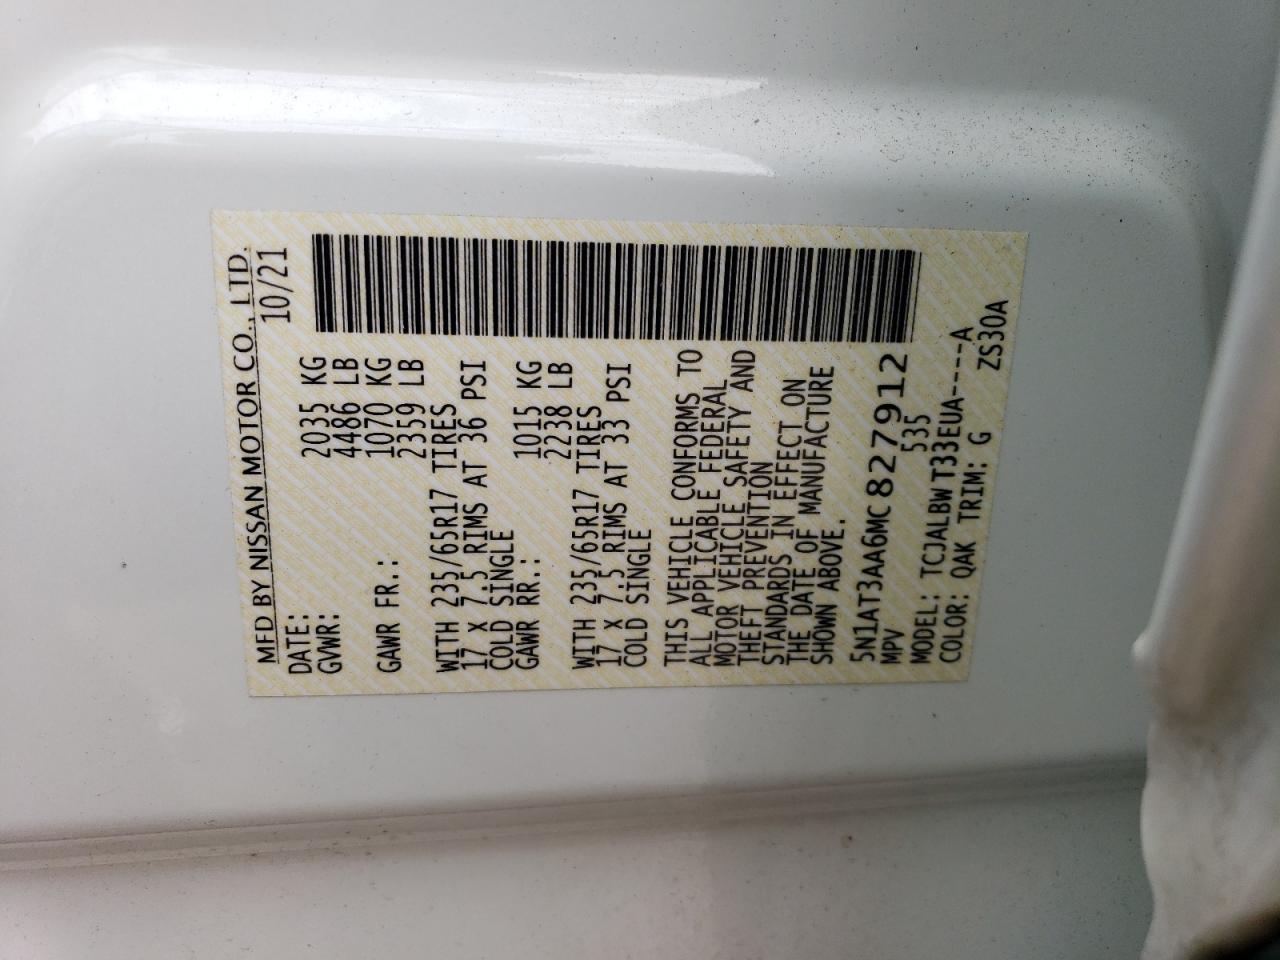 MFD BY NISSAN MOTOR CO., LTD.
DATE: 10/21
GVWR: 2035 KG
4486 LB
GAWR FR.: 1070 KG
2359 LB
WITH 235/65R17 TIRES
17 X 7.5 RIMS AT 36 PSI
COLD SINGLE
GAWR RR.: 1015 KG
2238 LB
WITH 235/65R17 TIRES
17 X 7.5 RIMS AT 33 PSI
COLD SINGLE
THIS VEHICLE CONFORMS TO
ALL APPLICABLE FEDERAL
MOTOR VEHICLE SAFETY AND
THEFT PREVENTION
STANDARDS IN EFFECT ON
THE DATE OF MANUFACTURE
SHOWN ABOVE.
5N1AT3AA6MC827912
MPV 535
MODEL: TCJALBWT33EUA----A
COLOR: QAK TRIM: G ZS30A